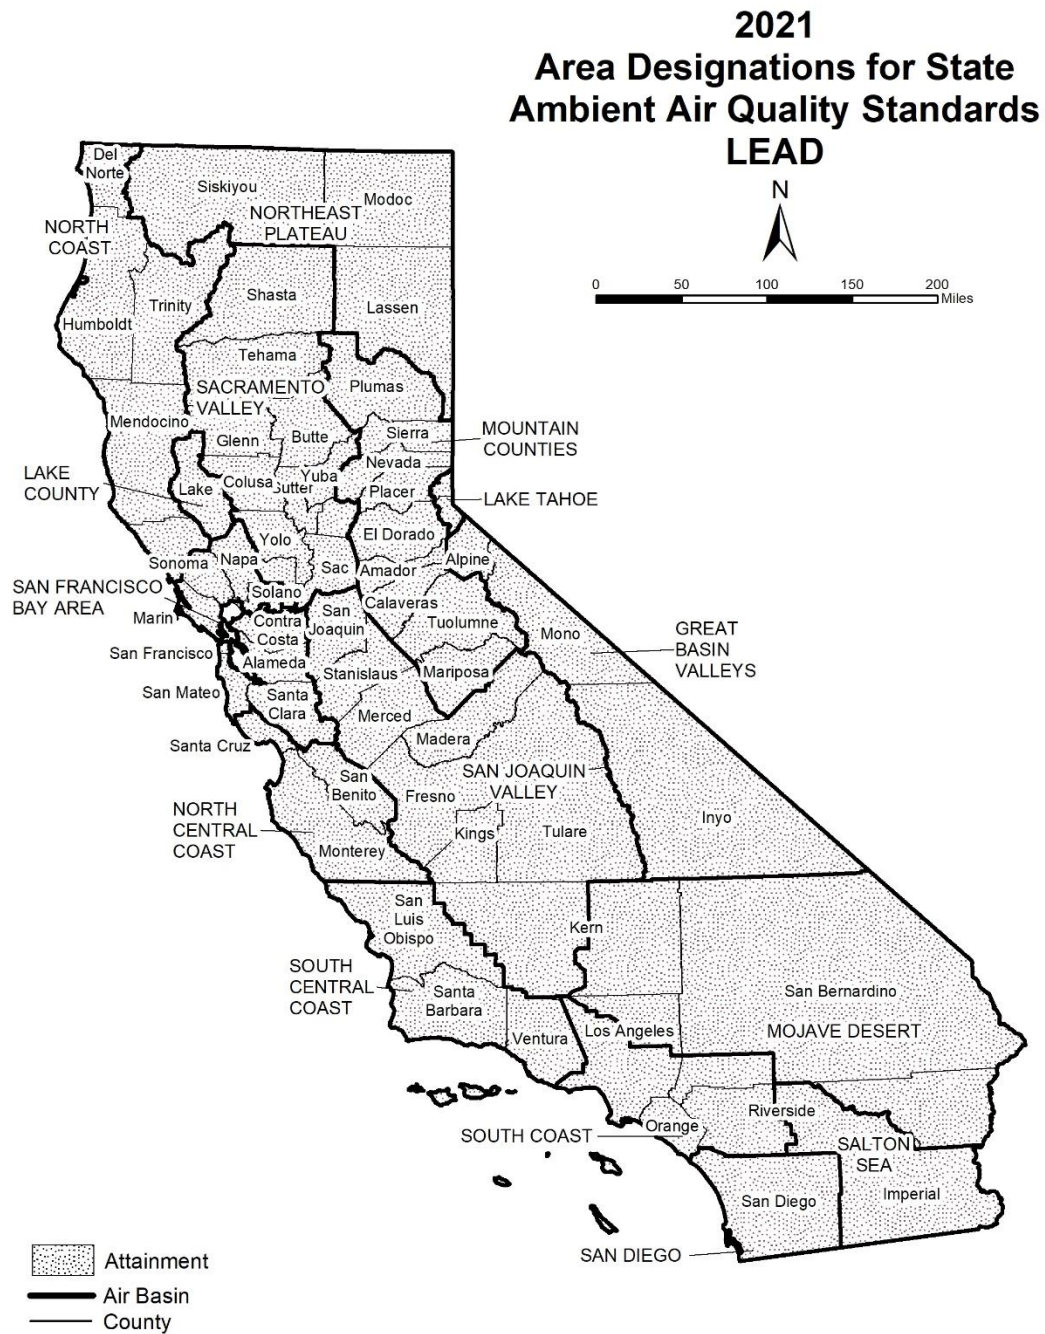 2021
Area Designations for State
Ambient Air Quality Standards
LEAD
N
0 50 100 150 200
Miles
Del
Norte
Siskiyou
Modoc
NORTHEAST
PLATEAU
NORTH
COAST
Shasta
Trinity
Lassen
Humboldt
Tehama
Plumas
SACRAMENTO
VALLEY
Mendocino
Glenn
Butte
Sierra
MOUNTAIN
COUNTIES
Nevada
LAKE
COUNTY
Lake
Colusa
Sutter
Yuba
Placer
LAKE TAHOE
El Dorado
Yolo
Sonoma
Napa
Sac
Amador
Alpine
SAN FRANCISCO
BAY AREA
Solano
Marin
Contra
Costa
San
Joaquin
Calaveras
Tuolumne
Mono
GREAT
BASIN
VALLEYS
San Francisco
Alameda
Stanislaus
Mariposa
San Mateo
Santa
Clara
Merced
Santa Cruz
Madera
San
Benito
Fresno
SAN JOAQUIN
VALLEY
NORTH
CENTRAL
COAST
Monterey
Kings
Tulare
Inyo
San
Luis
Obispo
Kern
SOUTH
CENTRAL
COAST
Santa
Barbara
Ventura
Los Angeles
San Bernardino
MOJAVE DESERT
Riverside
Orange
SOUTH COAST
SALTON
SEA
San Diego
Imperial
SAN DIEGO
Attainment
Air Basin
County